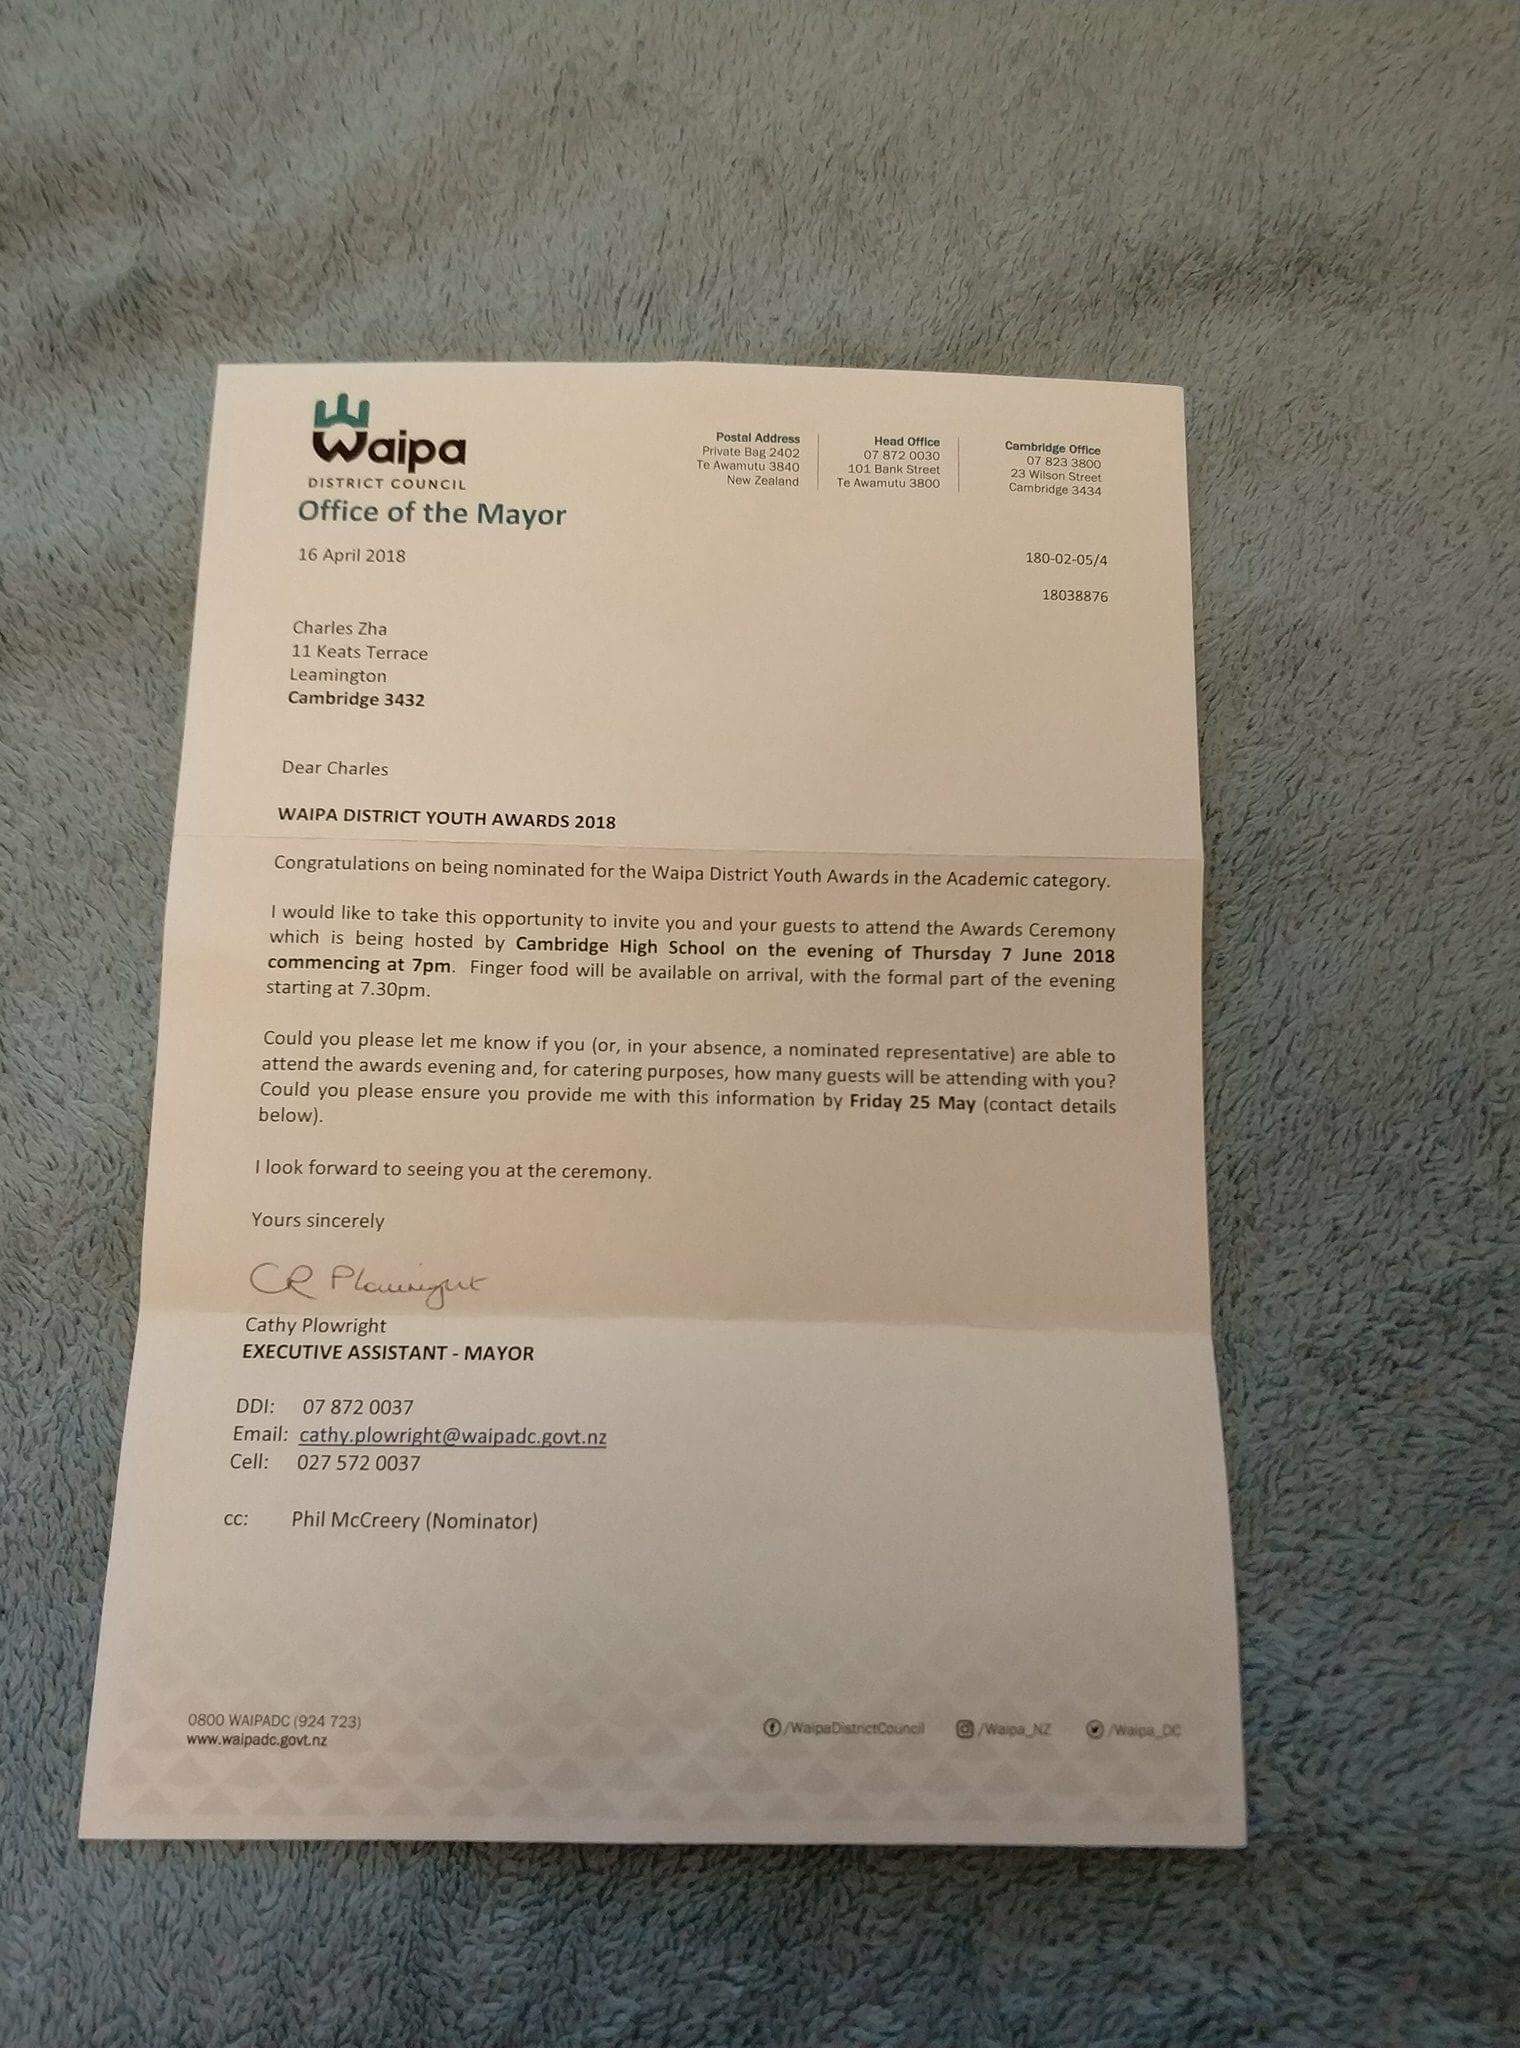 Waipa
DISTRICT COUNCIL
Office of the Mayor
Postal Address
Private Bag 2402
Te Awamutu 3840
New Zealand
Head Office
07 872 0030
101 Bank Street
Te Awamutu 3800
Cambridge Office
07 823 3800
23 Wilson Street
Cambridge 3434
16 April 2018
180-02-05/4
18038876
Charles Zha
11 Keats Terrace
Leamington
Cambridge 3432
Dear Charles
WAIPA DISTRICT YOUTH AWARDS 2018
Congratulations on being nominated for the Waipa District Youth Awards in the Academic category.
I would like to take this opportunity to invite you and your guests to attend the Awards Ceremony
which is being hosted by Cambridge High School on the evening of Thursday 7 June 2018
commencing at 7pm. Finger food will be available on arrival, with the formal part of the evening
starting at 7.30pm.
Could you please let me know if you (or, in your absence, a nominated representative) are able to
attend the awards evening and, for catering purposes, how many guests will be attending with you?
Could you please ensure you provide me with this information by Friday 25 May (contact details
below).
I look forward to seeing you at the ceremony.
Yours sincerely
CR Plowright
Cathy Plowright
EXECUTIVE ASSISTANT - MAYOR
DDI: 07 872 0037
Email: cathy.plowright@waipadc.govt.nz
Cell: 027 572 0037
cc: Phil McCreery (Nominator)
0800 WAIPADC (924 723)
www.waipadc.govt.nz
/WaipaDistrictCouncil
/Waipa_NZ
/Waipa_DC